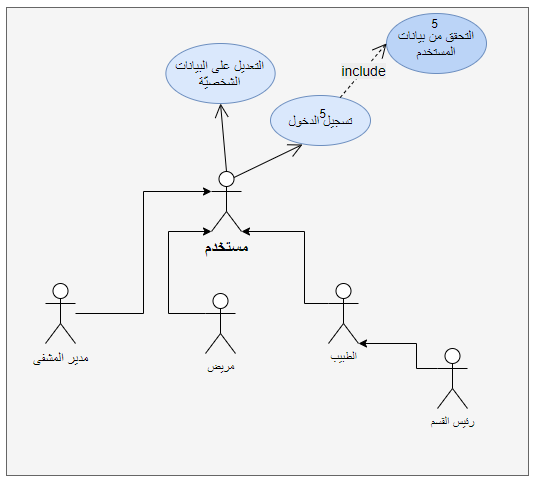 5
التحقق من بيانات
المستخدم
include
التعديل على البيانات
الشخصيّة
5
تسجيل الدخول
مستخدم
مدير المشفى
مريض
الطبيب
رئيس القسم